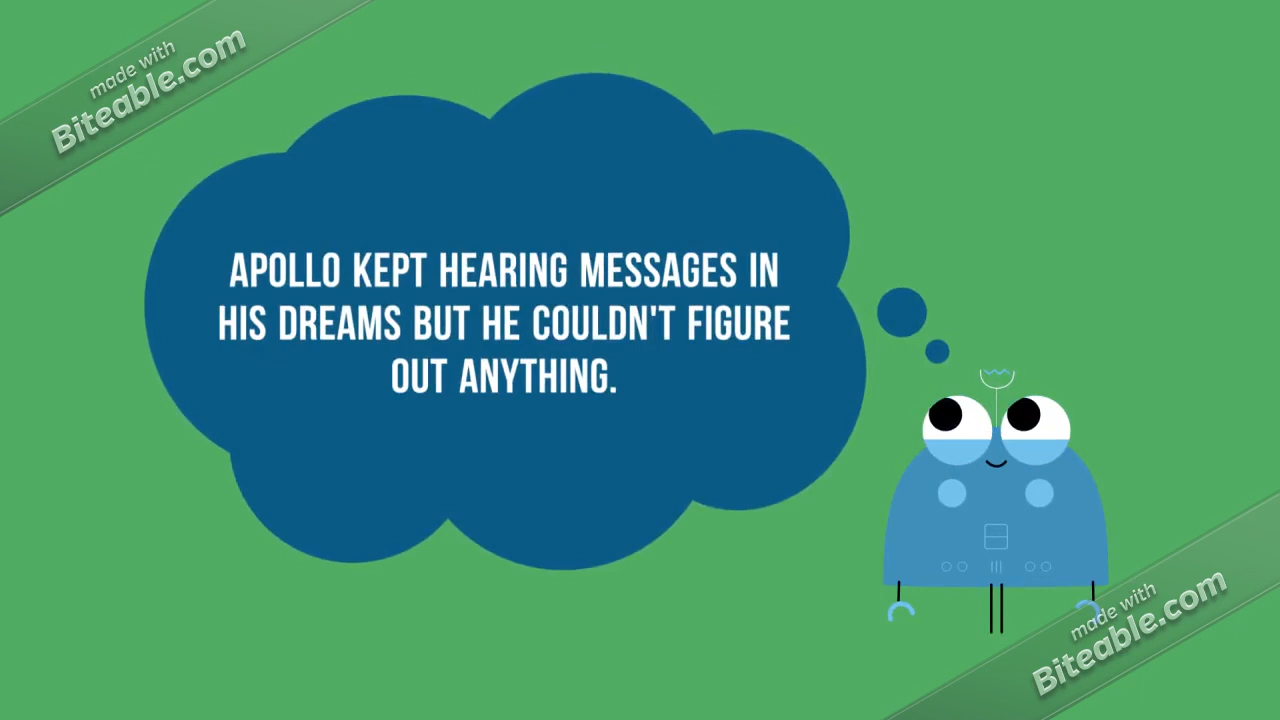 made with
Biteable.com
APOLLO KEPT HEARING MESSAGES IN
HIS DREAMS BUT HE COULDN'T FIGURE
OUT ANYTHING.
made with
Biteable.com